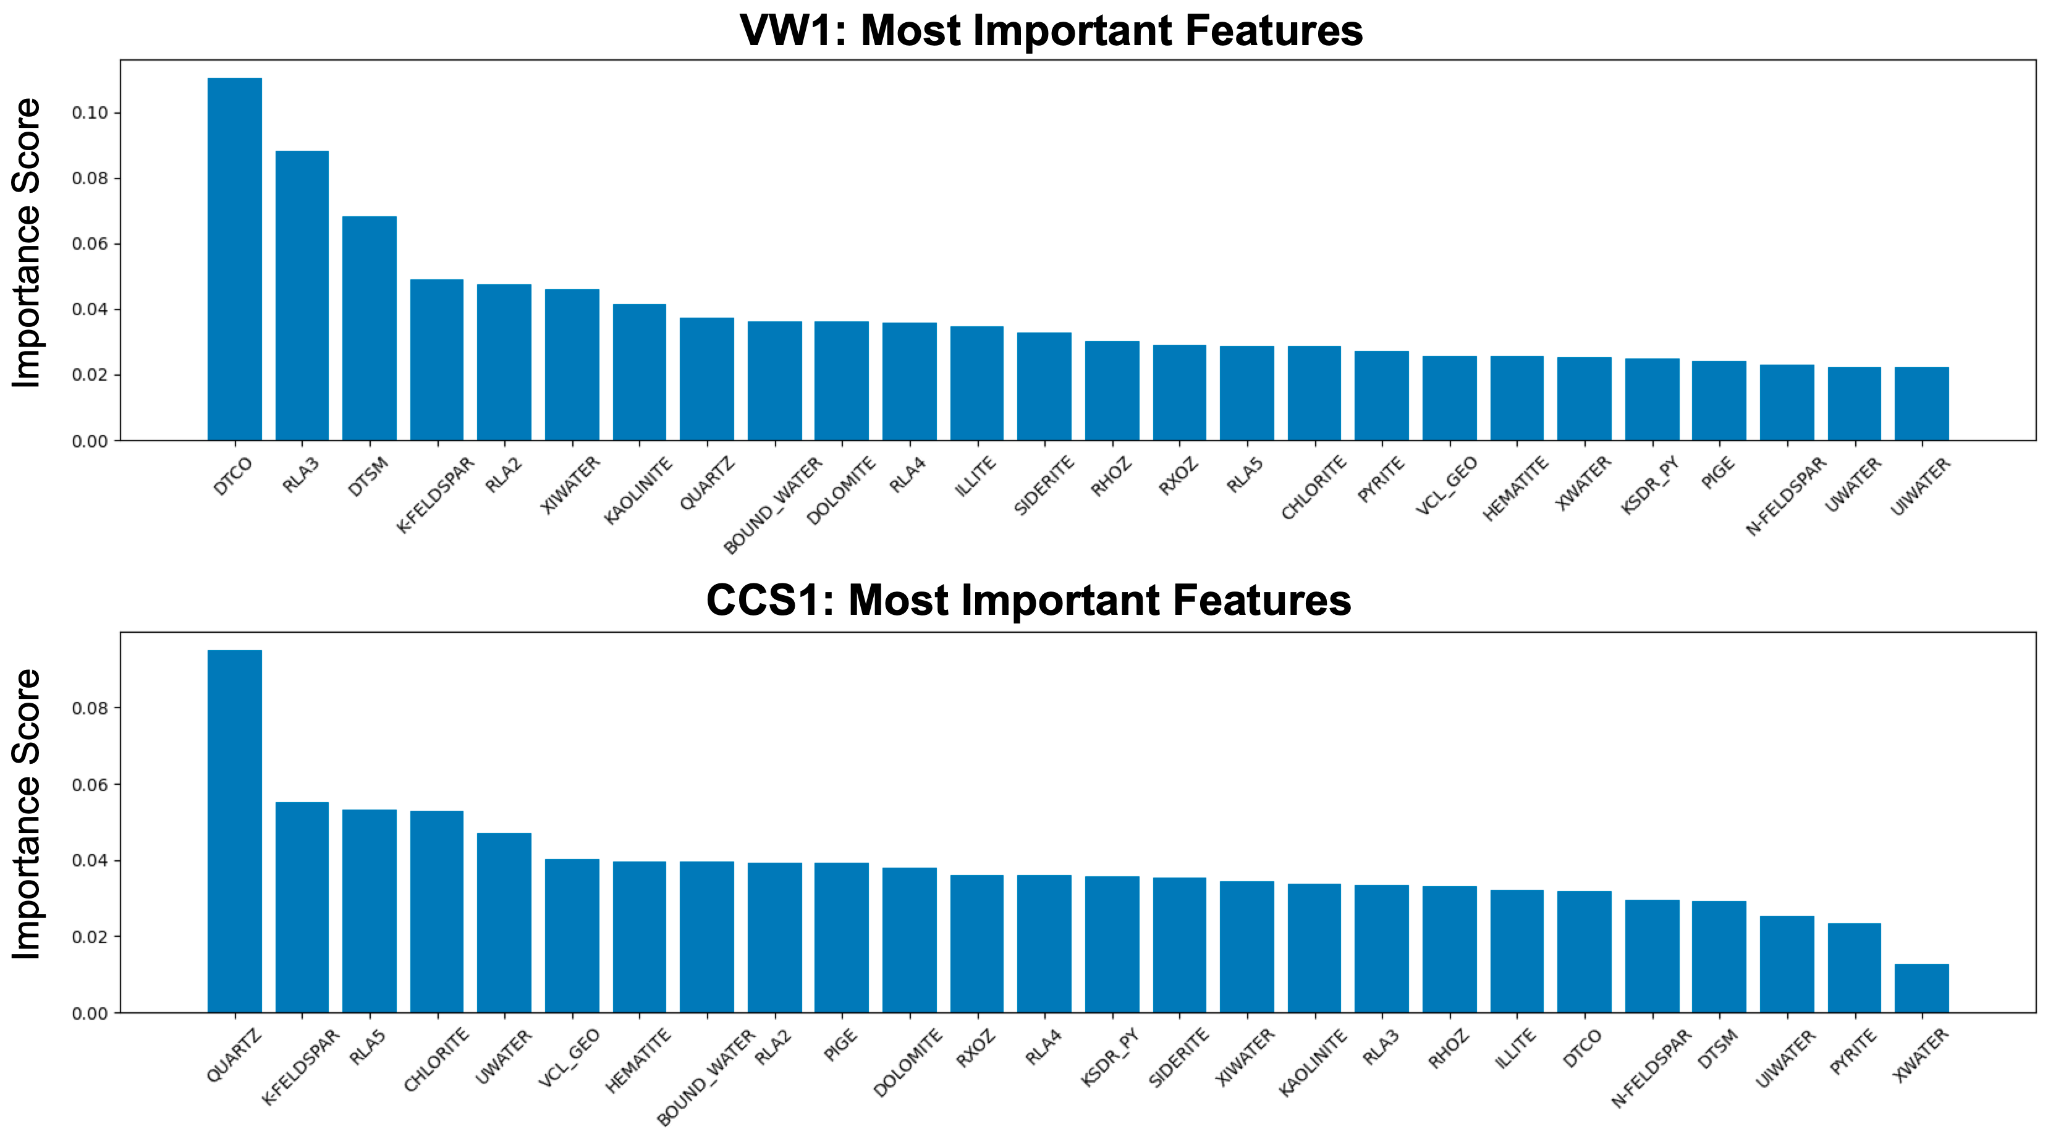 VW1: Most Important Features
Importance Score
0.10
0.08
0.06
0.04
0.02
0.00
DTCO
RLA3
DTSM
K-FELDSPAR
RLA2
XIWATER
KAOLINITE
QUARTZ
BOUND_WATER
DOLOMITE
RLA4
ILLITE
SIDERITE
RHOZ
RXOZ
RLA5
CHLORITE
PYRITE
VCL_GEO
HEMATITE
XWATER
KSDR_PY
PIGE
N-FELDSPAR
UWATER
UIWATER
CCS1: Most Important Features
Importance Score
0.08
0.06
0.04
0.02
0.00
QUARTZ
K-FELDSPAR
RLA5
CHLORITE
UWATER
VCL_GEO
HEMATITE
BOUND_WATER
RLA2
PIGE
DOLOMITE
RXOZ
RLA4
KSDR_PY
SIDERITE
XIWATER
KAOLINITE
RLA3
RHOZ
ILLITE
DTCO
N-FELDSPAR
DTSM
UIWATER
PYRITE
XWATER